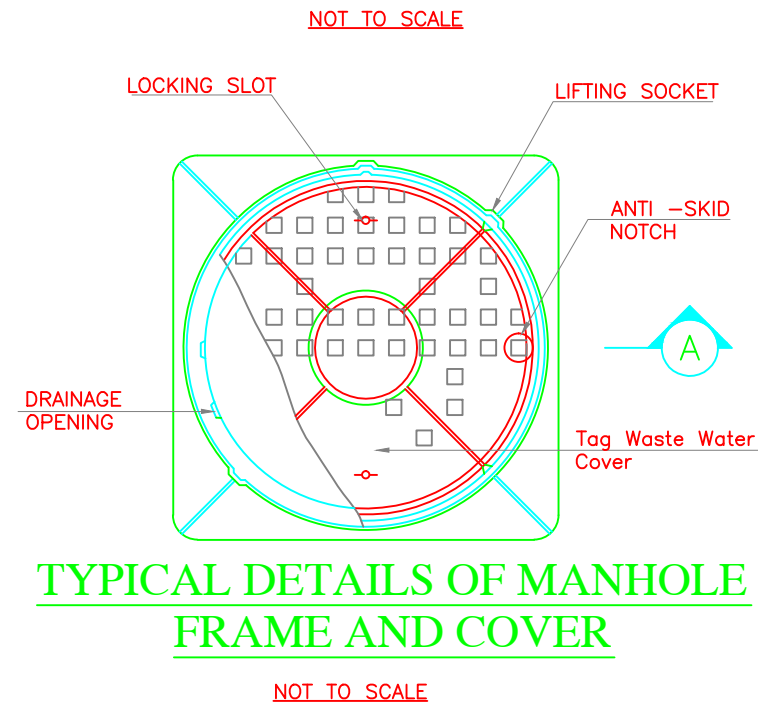 NOT TO SCALE
LOCKING SLOT
LIFTING SOCKET
ANTI -SKID
NOTCH
A
DRAINAGE
OPENING
Tag Waste Water
Cover
TYPICAL DETAILS OF MANHOLE
FRAME AND COVER
NOT TO SCALE